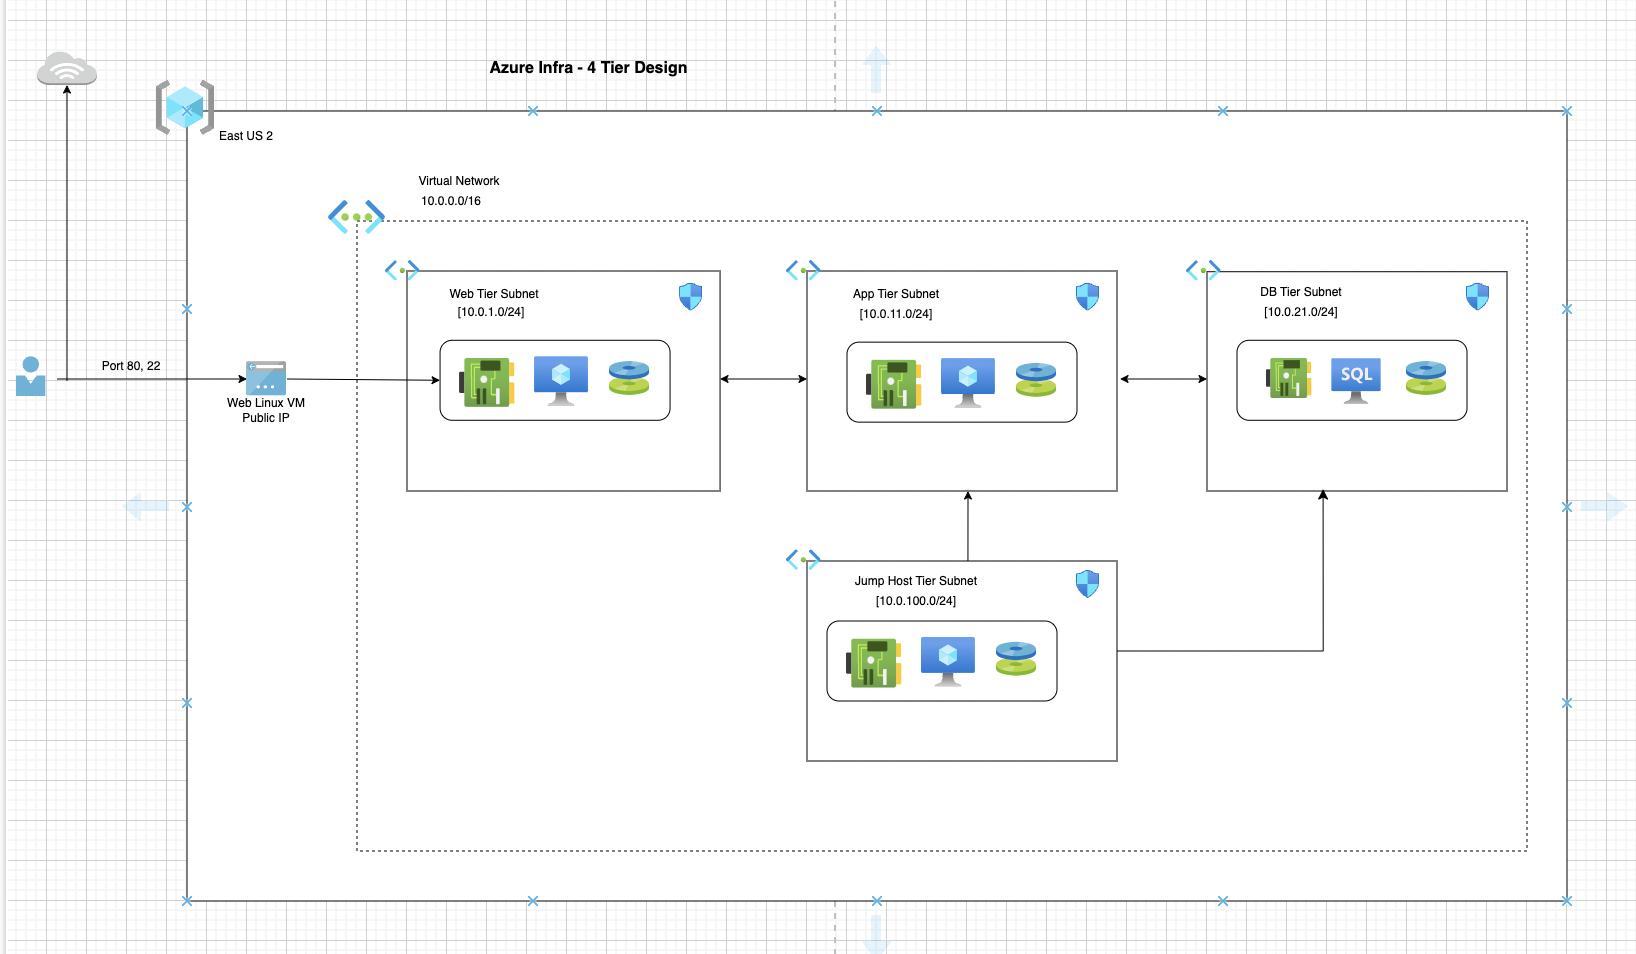 Azure Infra - 4 Tier Design
East US 2
Virtual Network
10.0.0.0/16
Web Tier Subnet
[10.0.1.0/24]
App Tier Subnet
[10.0.11.0/24]
DB Tier Subnet
[10.0.21.0/24]
Port 80, 22
SQL
Web Linux VM
Public IP
Jump Host Tier Subnet
[10.0.100.0/24]